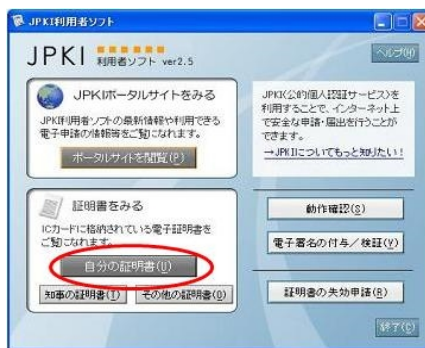 JPKI利用者ソフト
JPKI 利用者ソフト ver2.5
ヘルプ(H)
JPKIポータルサイトをみる
JPKI利用者ソフトの最新情報や利用できる
電子申請の情報等をご覧になれます。
ポータルサイトを閲覧(P)
JPKI(公的個人認証サービス)を
利用することで、インターネット上
で安全な申請・届出を行うことが
できます。
→JPKIについてもっと知りたい!
証明書をみる
ICカードに格納されている電子証明書を
ご覧になれます。
自分の証明書(U)
知事の証明書(I)
その他の証明書(O)
動作確認(S)
電子署名の付与/検証(V)
証明書の失効申請(R)
終了(C)